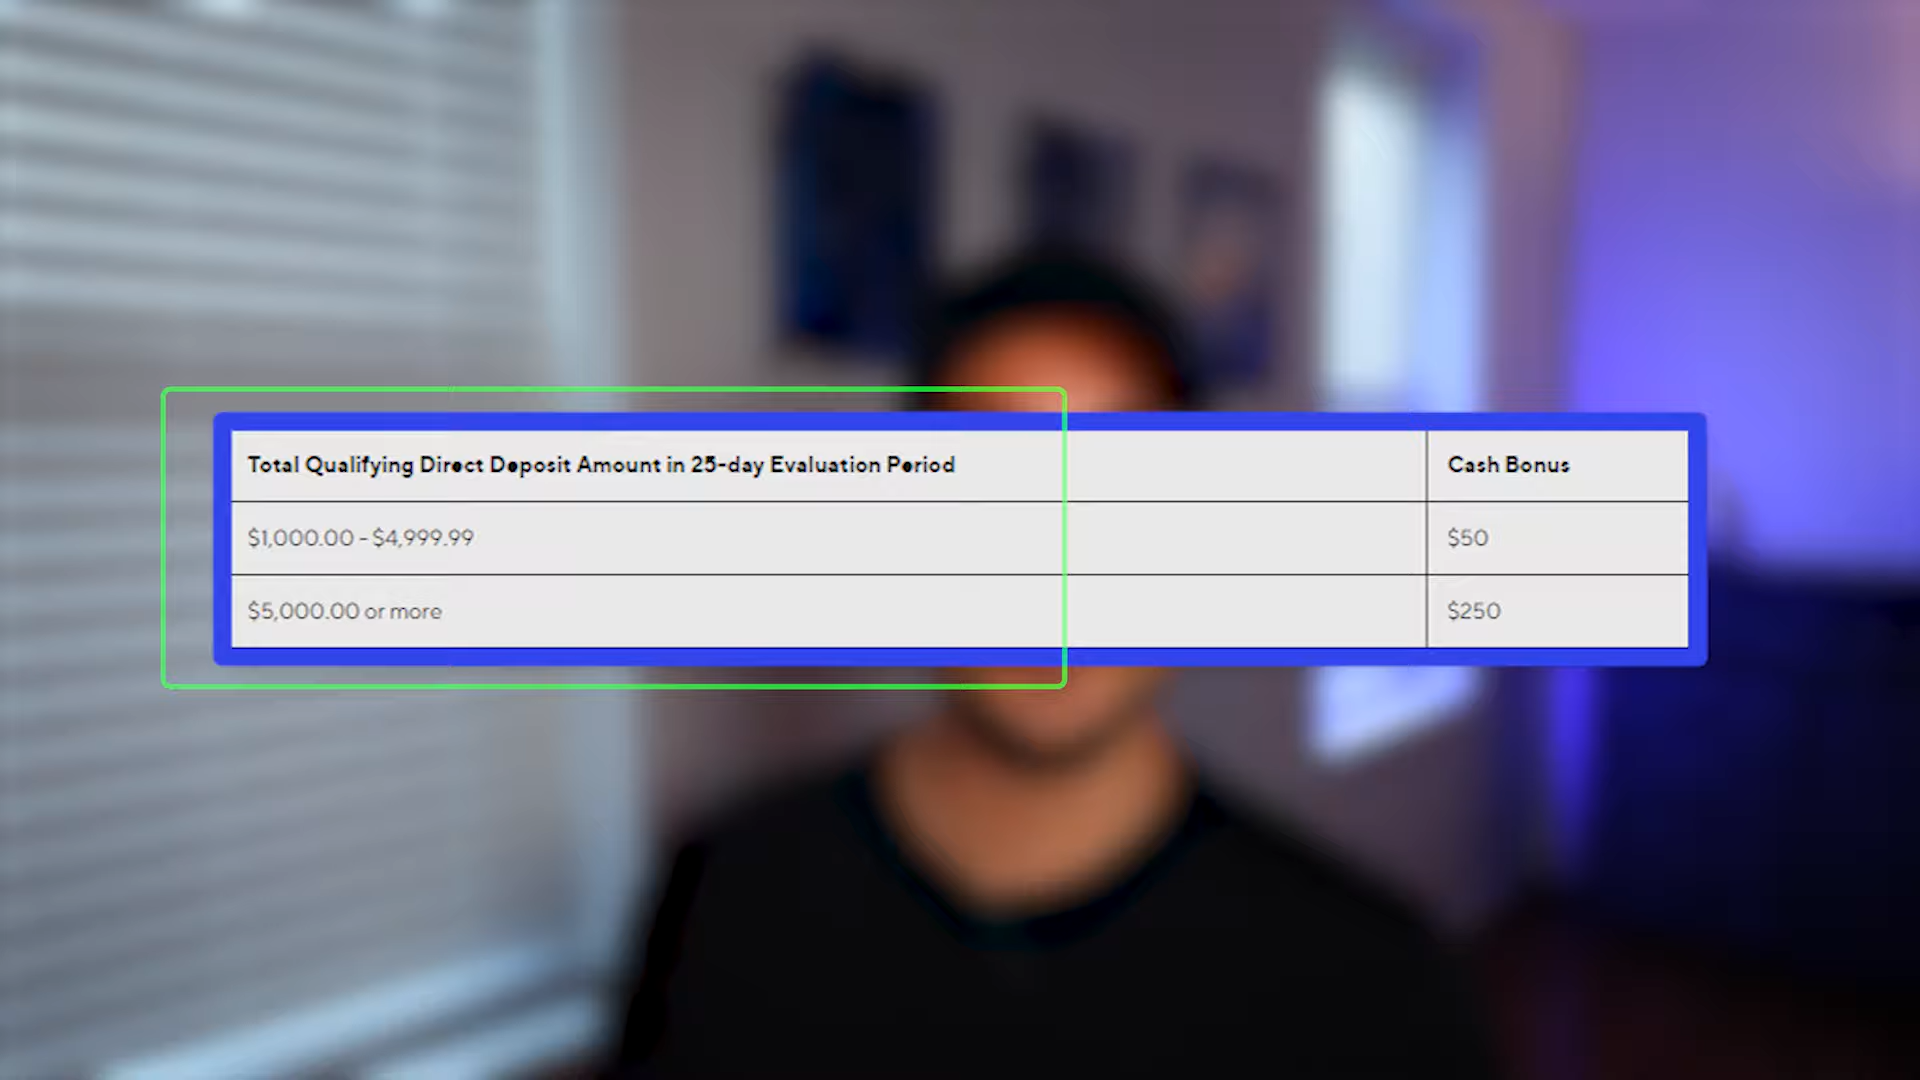 Total Qualifying Direct Deposit Amount in 25-day Evaluation Period Cash Bonus
$1,000.00 - $4,999.99 $50
$5,000.00 or more $250